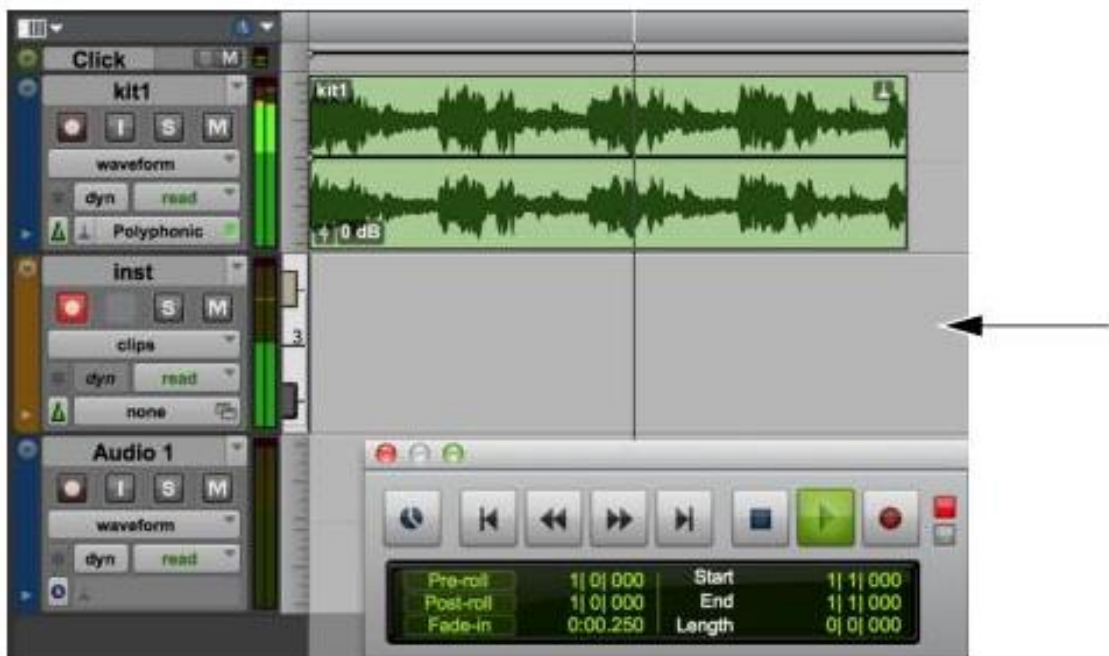 Click M
kit1
I S M
waveform
dyn read
Polyphonic
kit1
0 dB
inst
S M
clips
dyn read
none
3
Audio 1
I S M
waveform
dyn read
Pre-roll 1| 0| 000 Start 1| 1| 000
Post-roll 1| 0| 000 End 1| 1| 000
Fade-in 0:00.250 Length 0| 0| 000